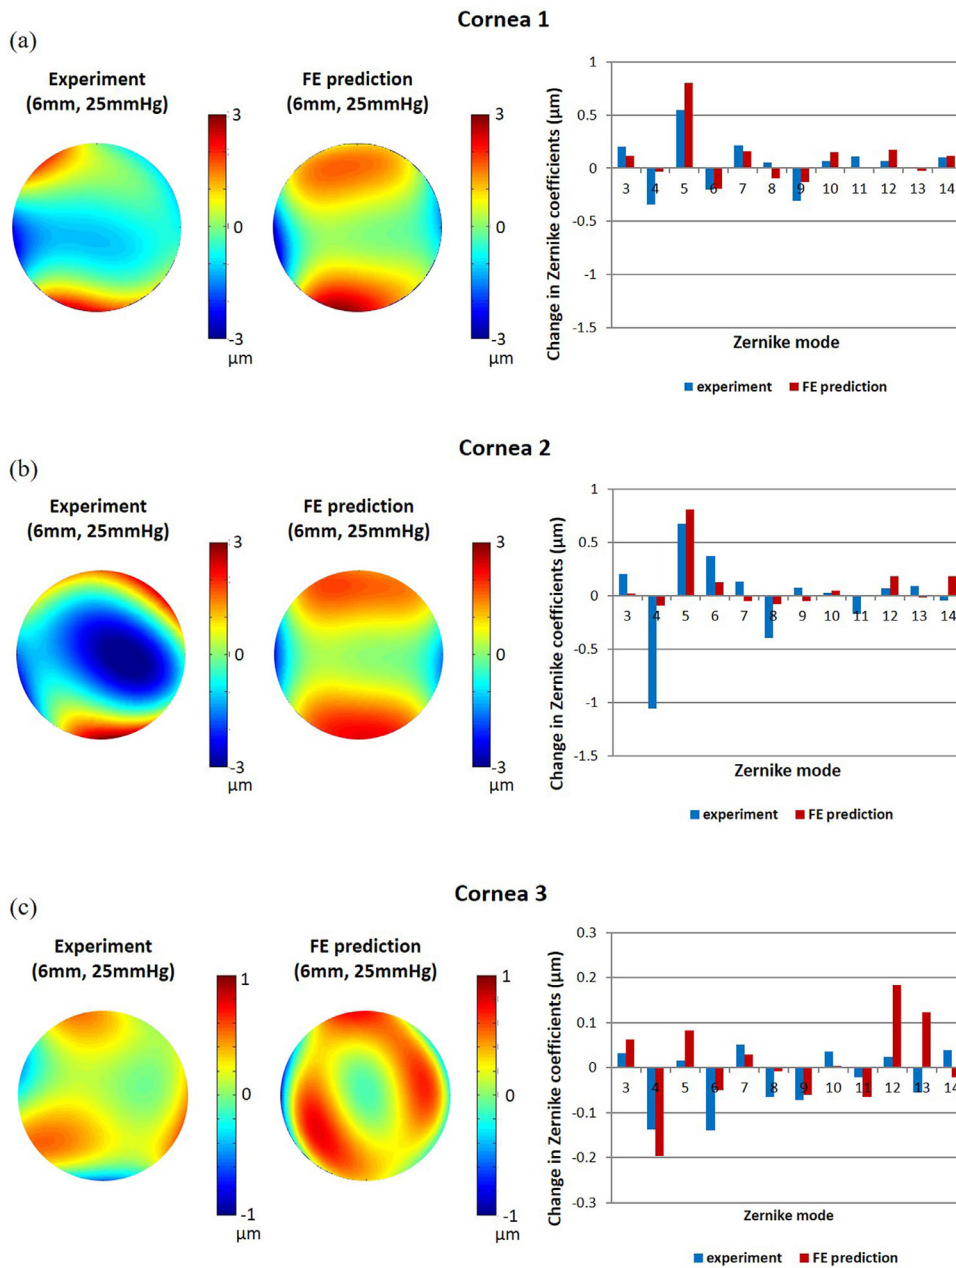 Cornea 1
(a)
Experiment
(6mm, 25mmHg)
3
0
-3
μm
FE prediction
(6mm, 25mmHg)
3
0
-3
μm
Change in Zernike coefficients (μm)
1
0.5
0
-0.5
-1
-1.5
3 4 5 6 7 8 9 10 11 12 13 14
Zernike mode
experiment FE prediction
Cornea 2
(b)
Experiment
(6mm, 25mmHg)
3
0
-3
μm
FE prediction
(6mm, 25mmHg)
3
0
-3
μm
Change in Zernike coefficients (μm)
1
0.5
0
-0.5
-1
-1.5
3 4 5 6 7 8 9 10 11 12 13 14
Zernike mode
experiment FE prediction
Cornea 3
(c)
Experiment
(6mm, 25mmHg)
1
0
-1
μm
FE prediction
(6mm, 25mmHg)
1
0
-1
μm
Change in Zernike coefficients (μm)
0.3
0.2
0.1
0
-0.1
-0.2
-0.3
3 4 5 6 7 8 9 10 11 12 13 14
Zernike mode
experiment FE prediction